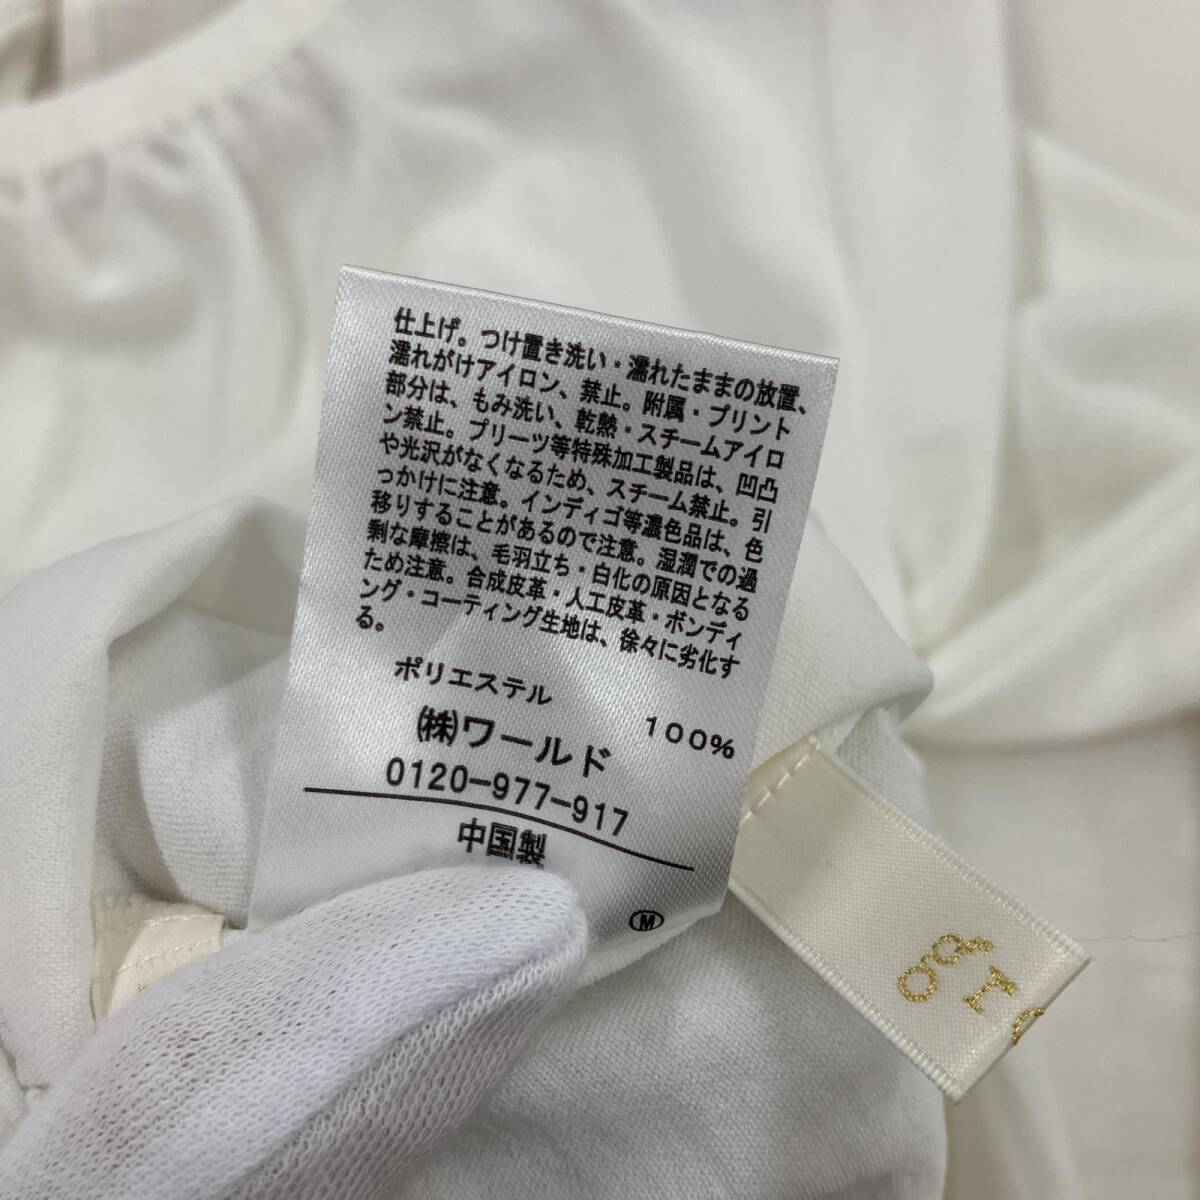 仕上げ。つけ置き洗い・濡れたままの放置、
濡れがけアイロン、禁止。附属・プリント
部分は、もみ洗い、乾熱・スチームアイロ
ン禁止。プリーツ等特殊加工製品は、凹凸
や光沢がなくなるため、スチーム禁止。引
っかけに注意。インディゴ等濃色品は、色
移りすることがあるので注意。湿潤での過
剰な摩擦は、毛羽立ち・白化の原因となる
ため注意。合成皮革・人工皮革・ボンディ
ング・コーティング生地は、徐々に劣化す
る。
ポリエステル 100%
㈱ワールド
0120-977-917
中国製
Ⓜ
gr